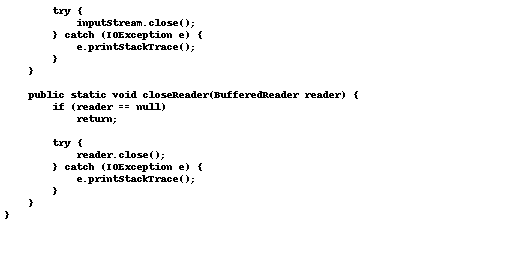 try {
            inputStream.close();
        } catch (IOException e) {
            e.printStackTrace();
        }
    }

    public static void closeReader(BufferedReader reader) {
        if (reader == null)
            return;

        try {
            reader.close();
        } catch (IOException e) {
            e.printStackTrace();
        }
    }
}